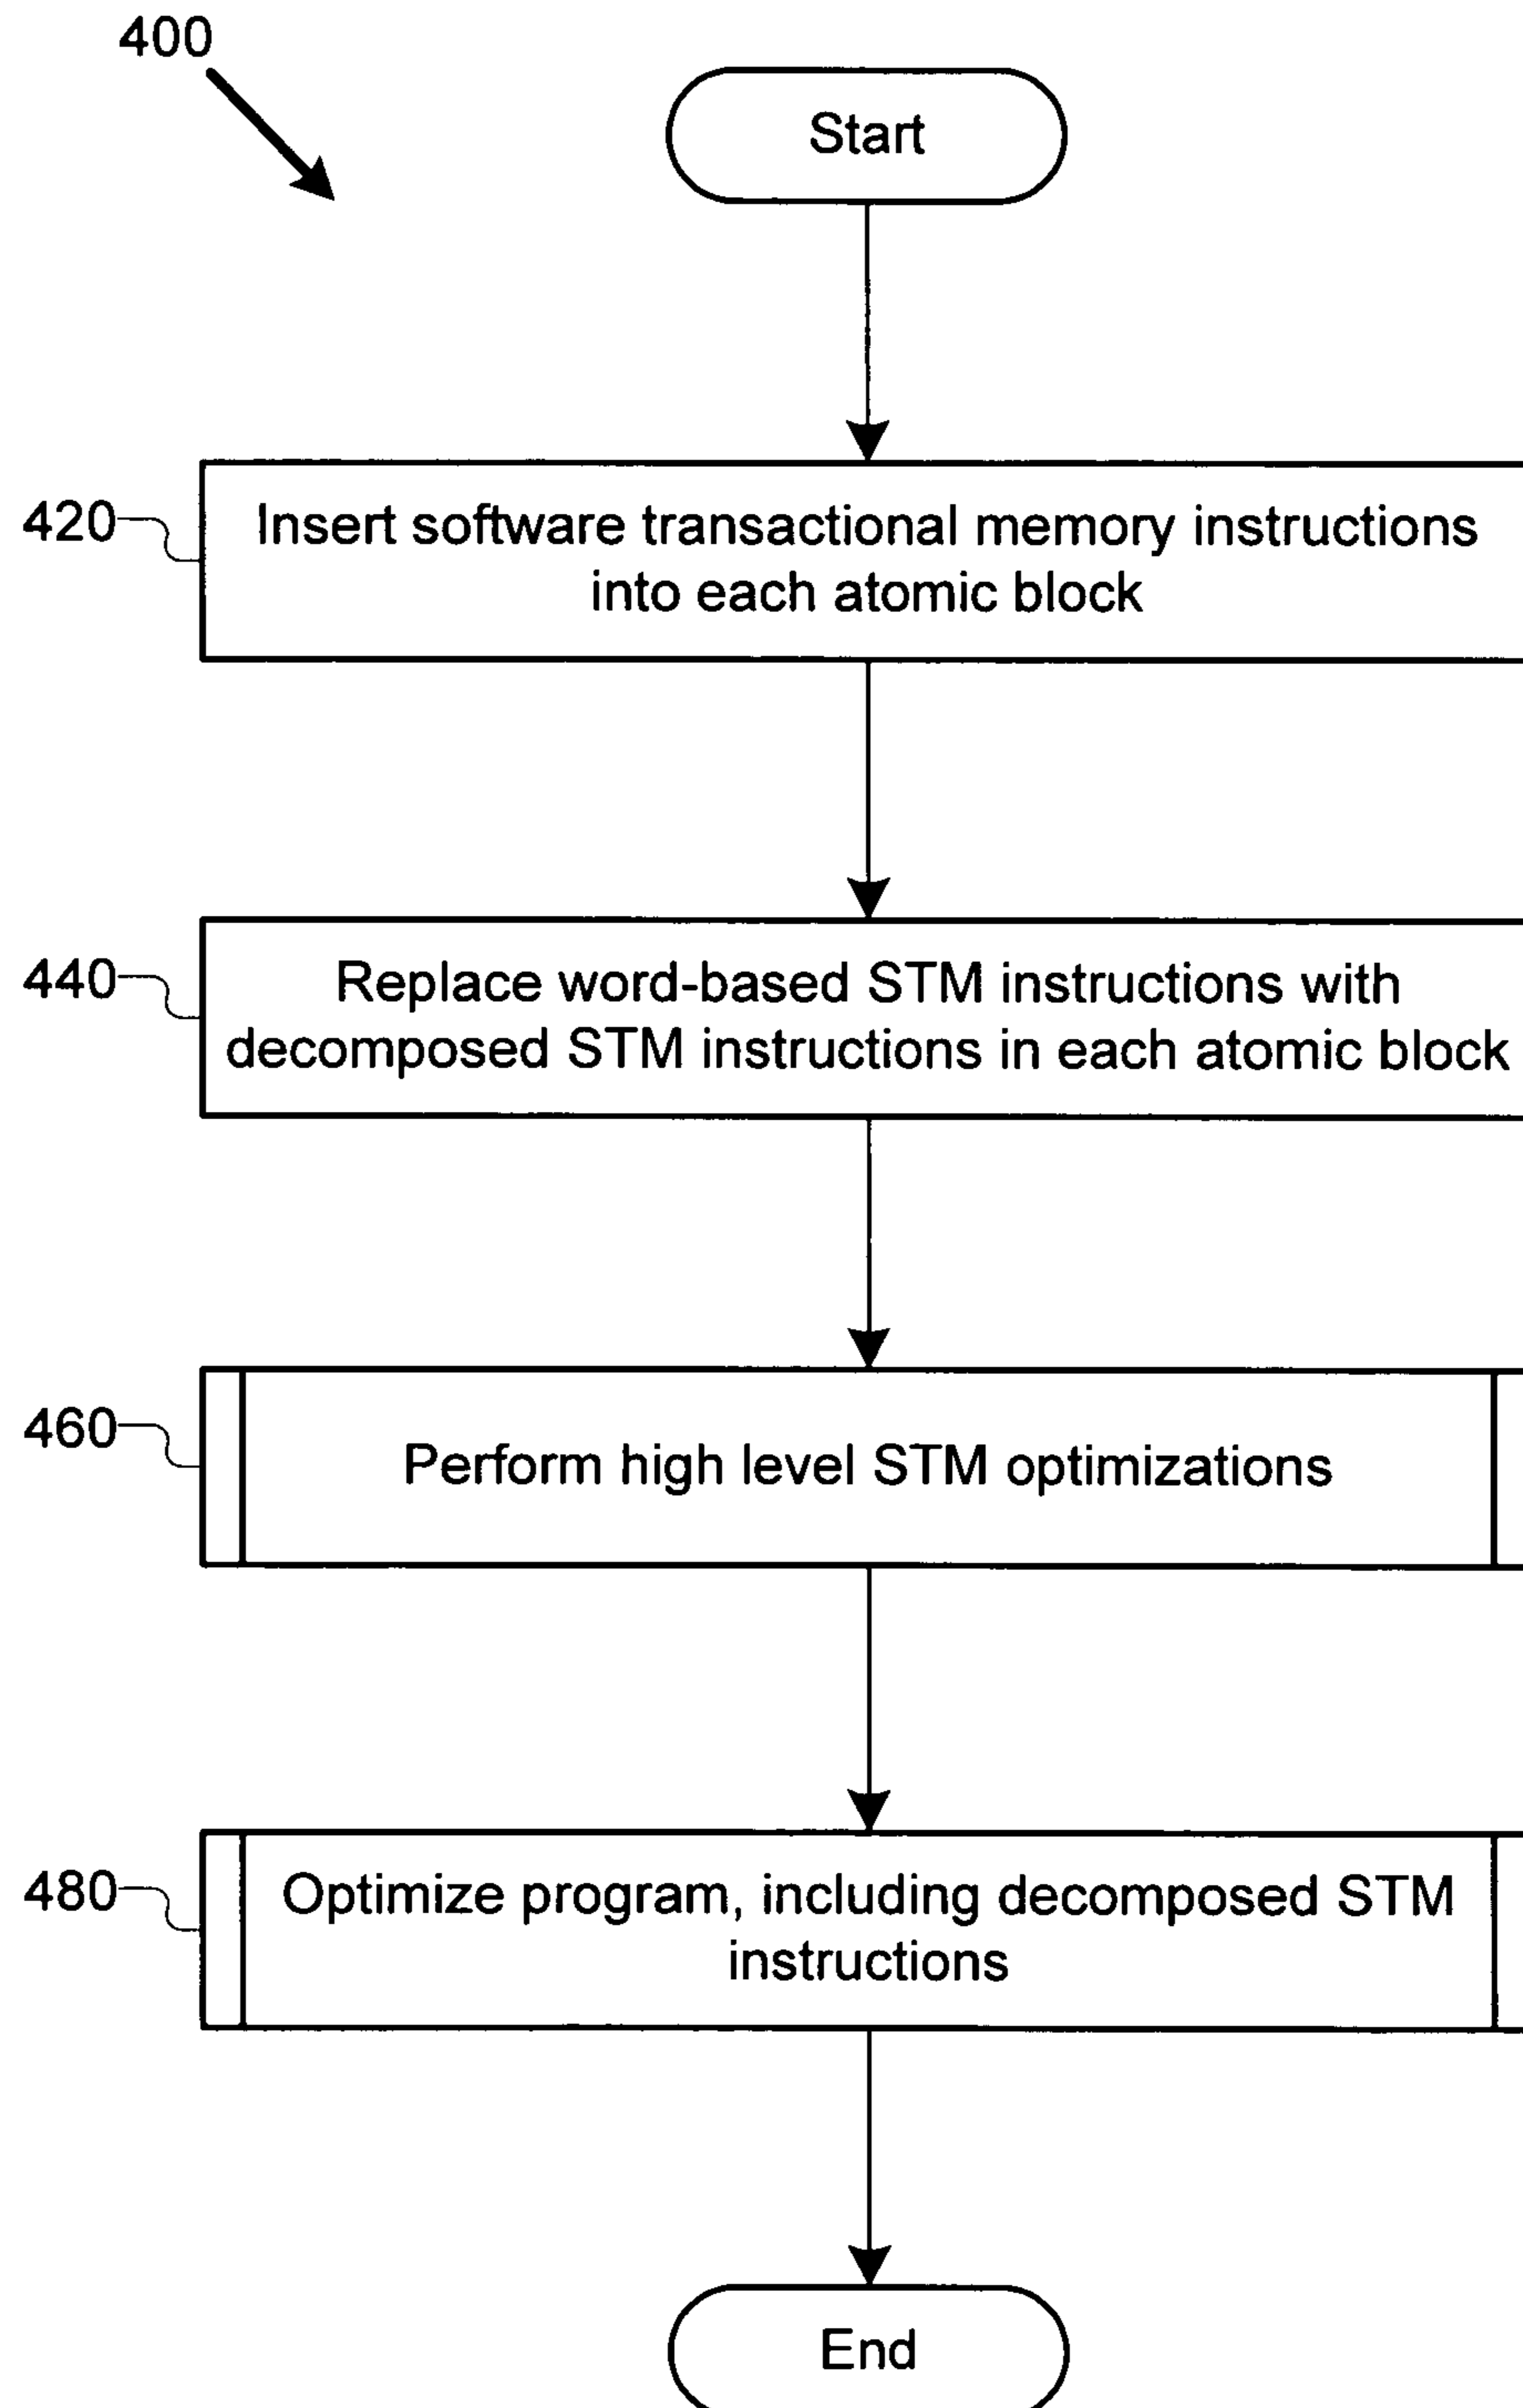 400
Start
420
Insert software transactional memory instructions
into each atomic block
440
Replace word-based STM instructions with
decomposed STM instructions in each atomic block
460
Perform high level STM optimizations
480
Optimize program, including decomposed STM
instructions
End